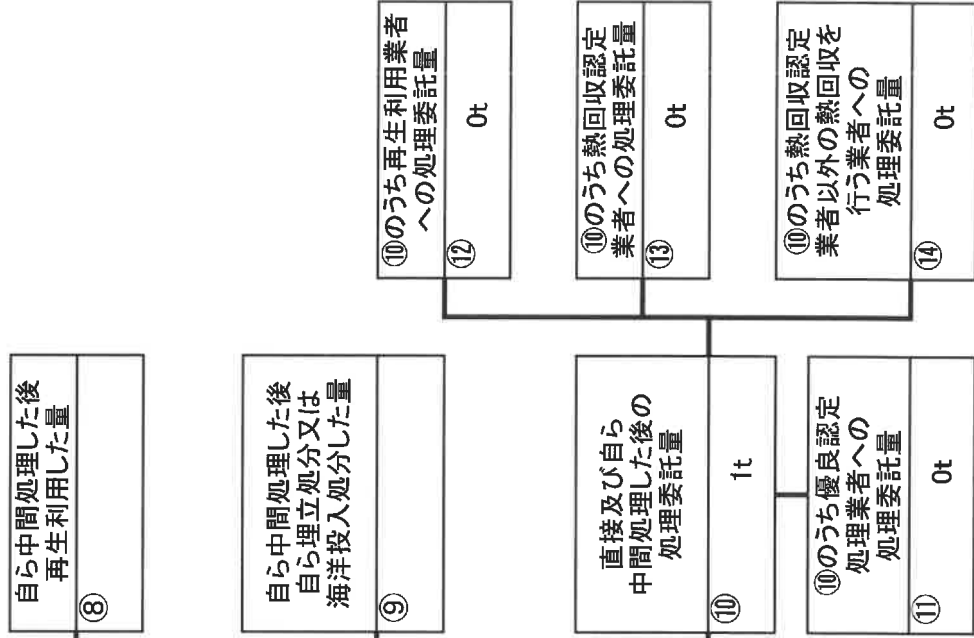 自ら中間処理した後
再生利用した量
⑧
自ら中間処理した後
自ら埋立処分又は
海洋投入処分した量
⑨
直接及び自ら
中間処理した後の
処理委託量
⑩
1t
⑩のうち優良認定
処理業者への
処理委託量
⑪
0t
⑩のうち再生利用業者
への処理委託量
⑫
0t
⑩のうち熱回収認定
業者への処理委託量
⑬
0t
⑩のうち熱回収認定
業者以外の熱回収を
行う業者への
処理委託量
⑭
0t